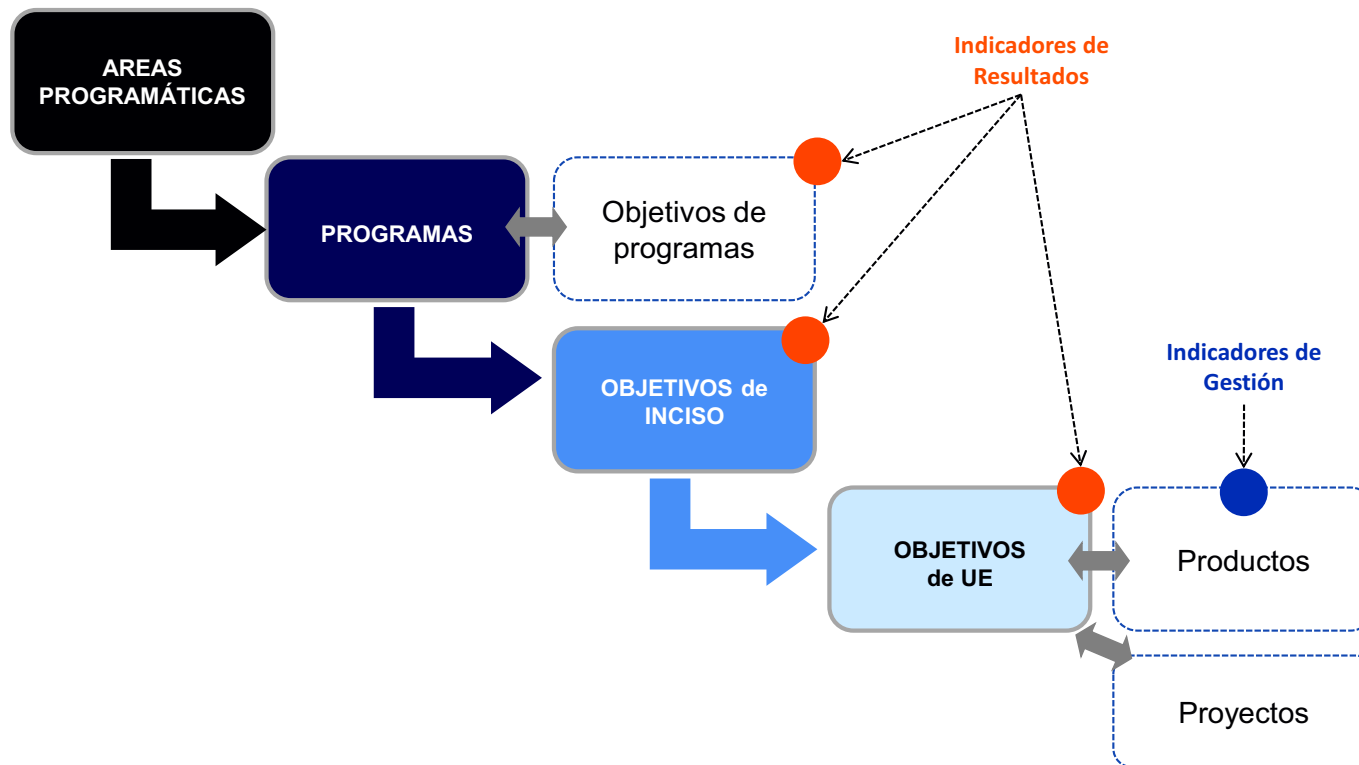 AREAS
PROGRAMÁTICAS
Indicadores de
Resultados
PROGRAMAS
Objetivos de
programas
OBJETIVOS de
INCISO
Indicadores de
Gestión
OBJETIVOS
de UE
Productos
Proyectos